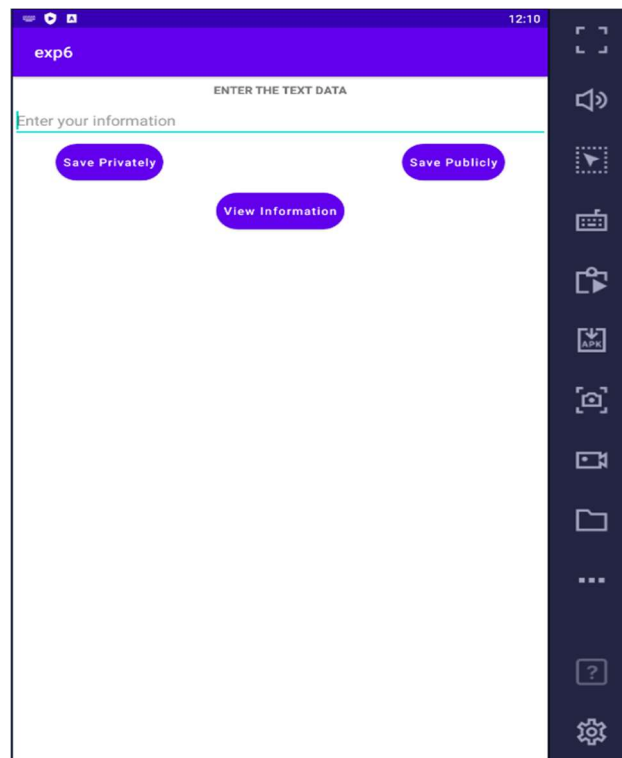 12:10
exp6
ENTER THE TEXT DATA
Enter your information
Save Privately Save Publicly
View Information
APK